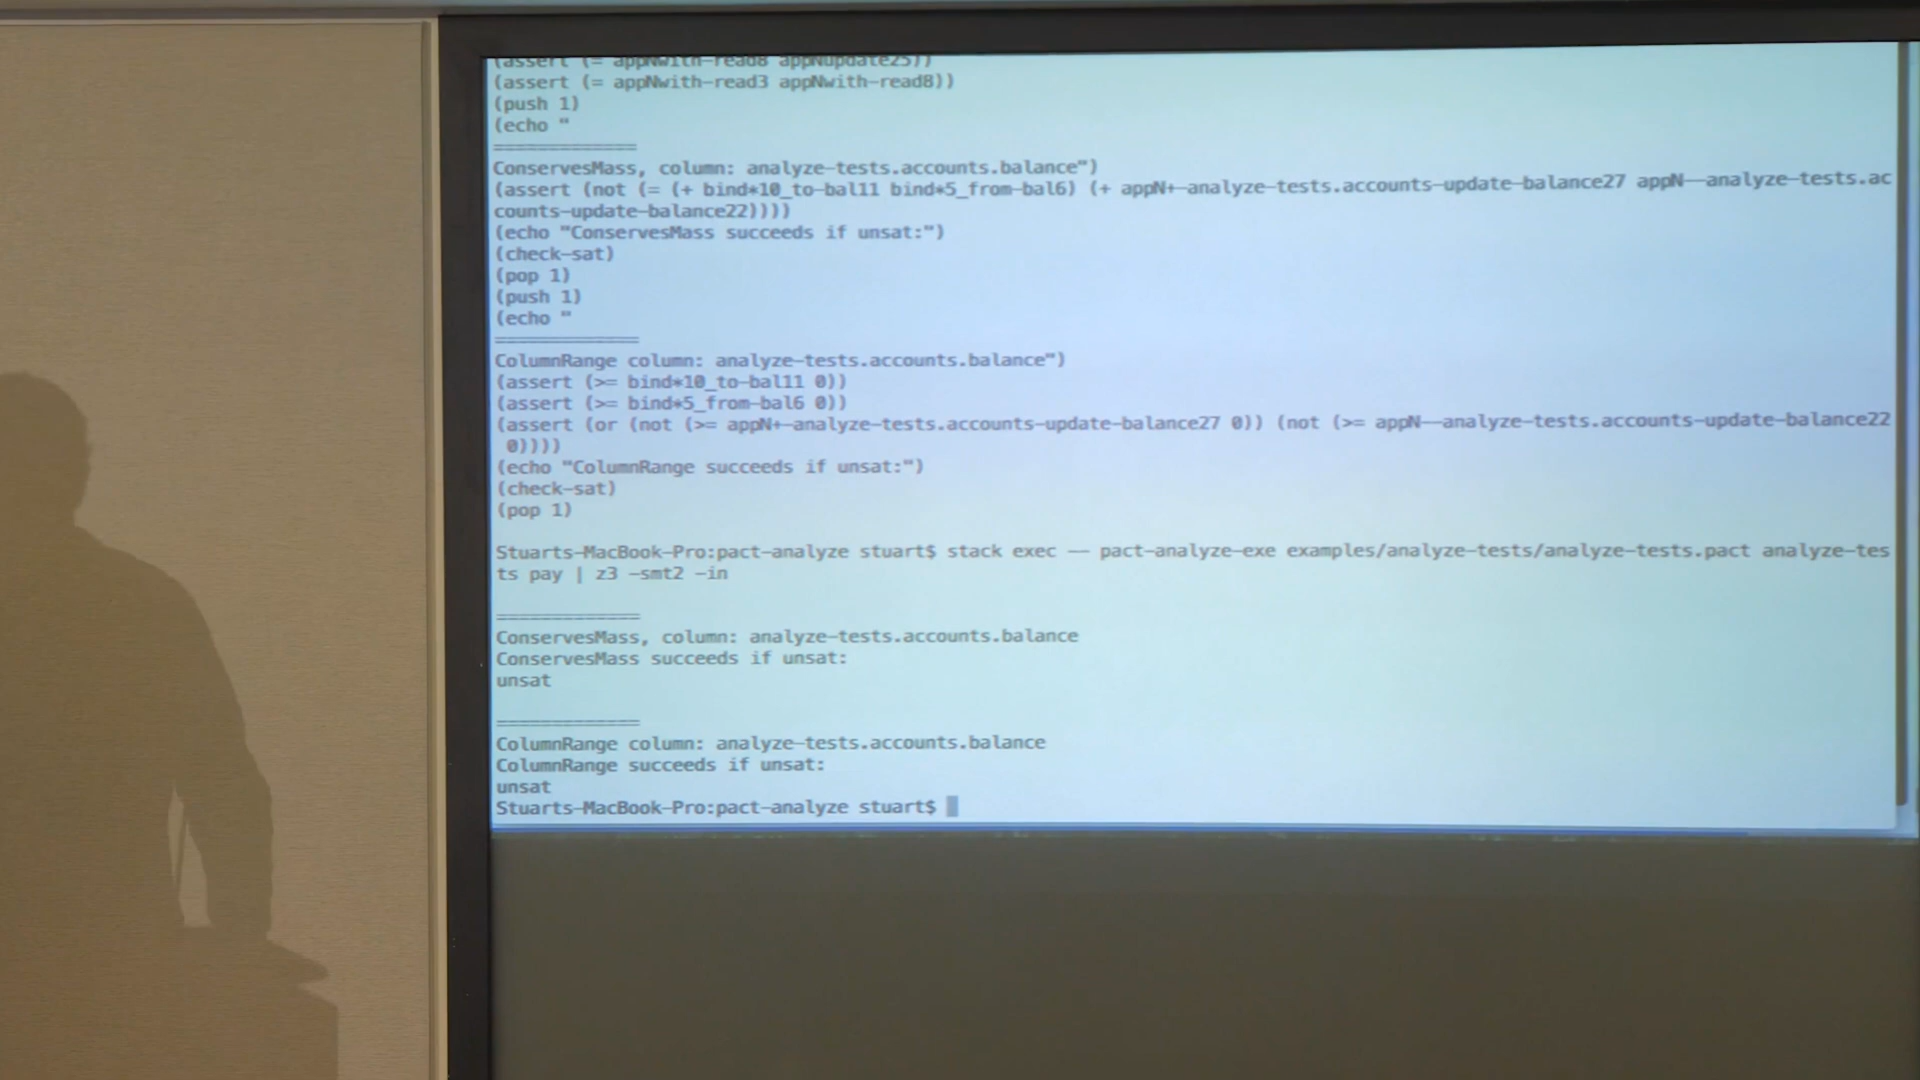 (assert (= appNwith-read8 appNupdate25))
(assert (= appNwith-read3 appNwith-read8))
(push 1)
(echo "
=============
ConservesMass, column: analyze-tests.accounts.balance")
(assert (not (= (+ bind*10_to-bal11 bind*5_from-bal6) (+ appN+-analyze-tests.accounts-update-balance27 appN--analyze-tests.ac
counts-update-balance22))))
(echo "ConservesMass succeeds if unsat:")
(check-sat)
(pop 1)
(push 1)
(echo "
=============
ColumnRange column: analyze-tests.accounts.balance")
(assert (>= bind*10_to-bal11 0))
(assert (>= bind*5_from-bal6 0))
(assert (or (not (>= appN+-analyze-tests.accounts-update-balance27 0)) (not (>= appN--analyze-tests.accounts-update-balance22
0))))
(echo "ColumnRange succeeds if unsat:")
(check-sat)
(pop 1)
Stuarts-MacBook-Pro:pact-analyze stuart$ stack exec -- pact-analyze-exe examples/analyze-tests/analyze-tests.pact analyze-tes
ts pay | z3 -smt2 -in
=============
ConservesMass, column: analyze-tests.accounts.balance
ConservesMass succeeds if unsat:
unsat
=============
ColumnRange column: analyze-tests.accounts.balance
ColumnRange succeeds if unsat:
unsat
Stuarts-MacBook-Pro:pact-analyze stuart$